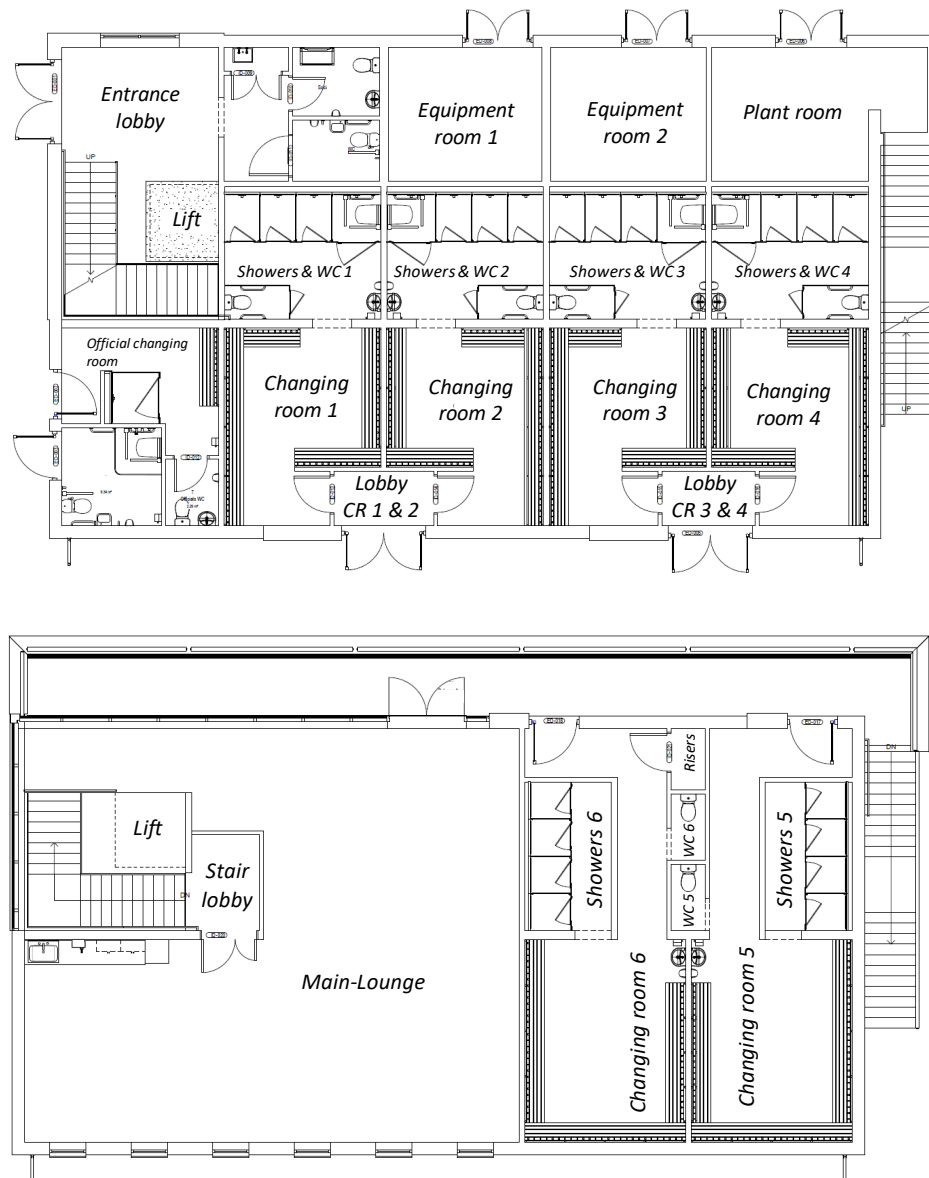 Entrance
lobby
Equipment
room 1
Equipment
room 2
Plant room
UP
Lift
Showers & WC 1
Showers & WC 2
Showers & WC 3
Showers & WC 4
Official changing
room
Changing
room 1
Changing
room 2
Changing
room 3
Changing
room 4
UP
Lobby
CR 1 & 2
Lobby
CR 3 & 4
Risers
DN
Lift
Stair
lobby
DN
Showers 6
WC 6
WC 5
Showers 5
Main-Lounge
Changing room 6
Changing room 5